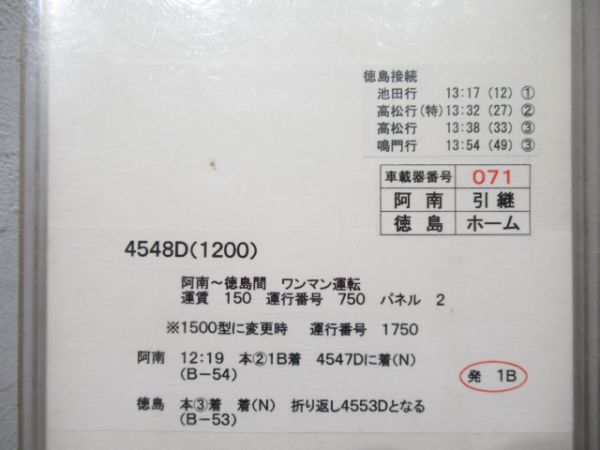 徳島接続
池田行 13:17(12)①
高松行(特)13:32(27)②
高松行 13:38(33)③
鳴門行 13:54(49)③
車載器番号 071
阿南 引継
徳島 ホーム
4548D(1200)
阿南～徳島間 ワンマン運転
運賃 150 運行番号 750 パネル 2
※1500型に変更時 運行番号 1750
阿南 12:19 本②1B着 4547Dに着(N)
(B-54)
発 1B
徳島 本③着 着(N) 折り返し4553Dとなる
(B-53)